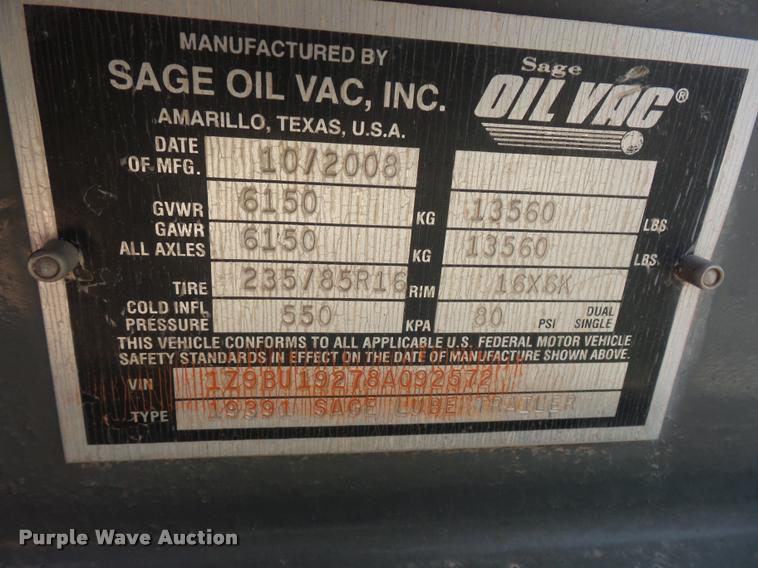 MANUFACTURED BY
SAGE OIL VAC, INC.
AMARILLO, TEXAS, U.S.A.
Sage
OIL VAC®
DATE
OF MFG. 10/2008
GVWR 6150 KG 13560 LBS
GAWR
ALL AXLES 6150 KG 13560 LBS
TIRE 235/85R16 RIM 16X6K
COLD INFL
PRESSURE 550 KPA 80 PSI DUAL
SINGLE
THIS VEHICLE CONFORMS TO ALL APPLICABLE U.S. FEDERAL MOTOR VEHICLE
SAFETY STANDARDS IN EFFECT ON THE DATE OF MANUFACTURE SHOWN ABOVE.
VIN 1Z9BU19278A092672
TYPE 19391 SAGE LUBE TRAILER
Purple Wave Auction